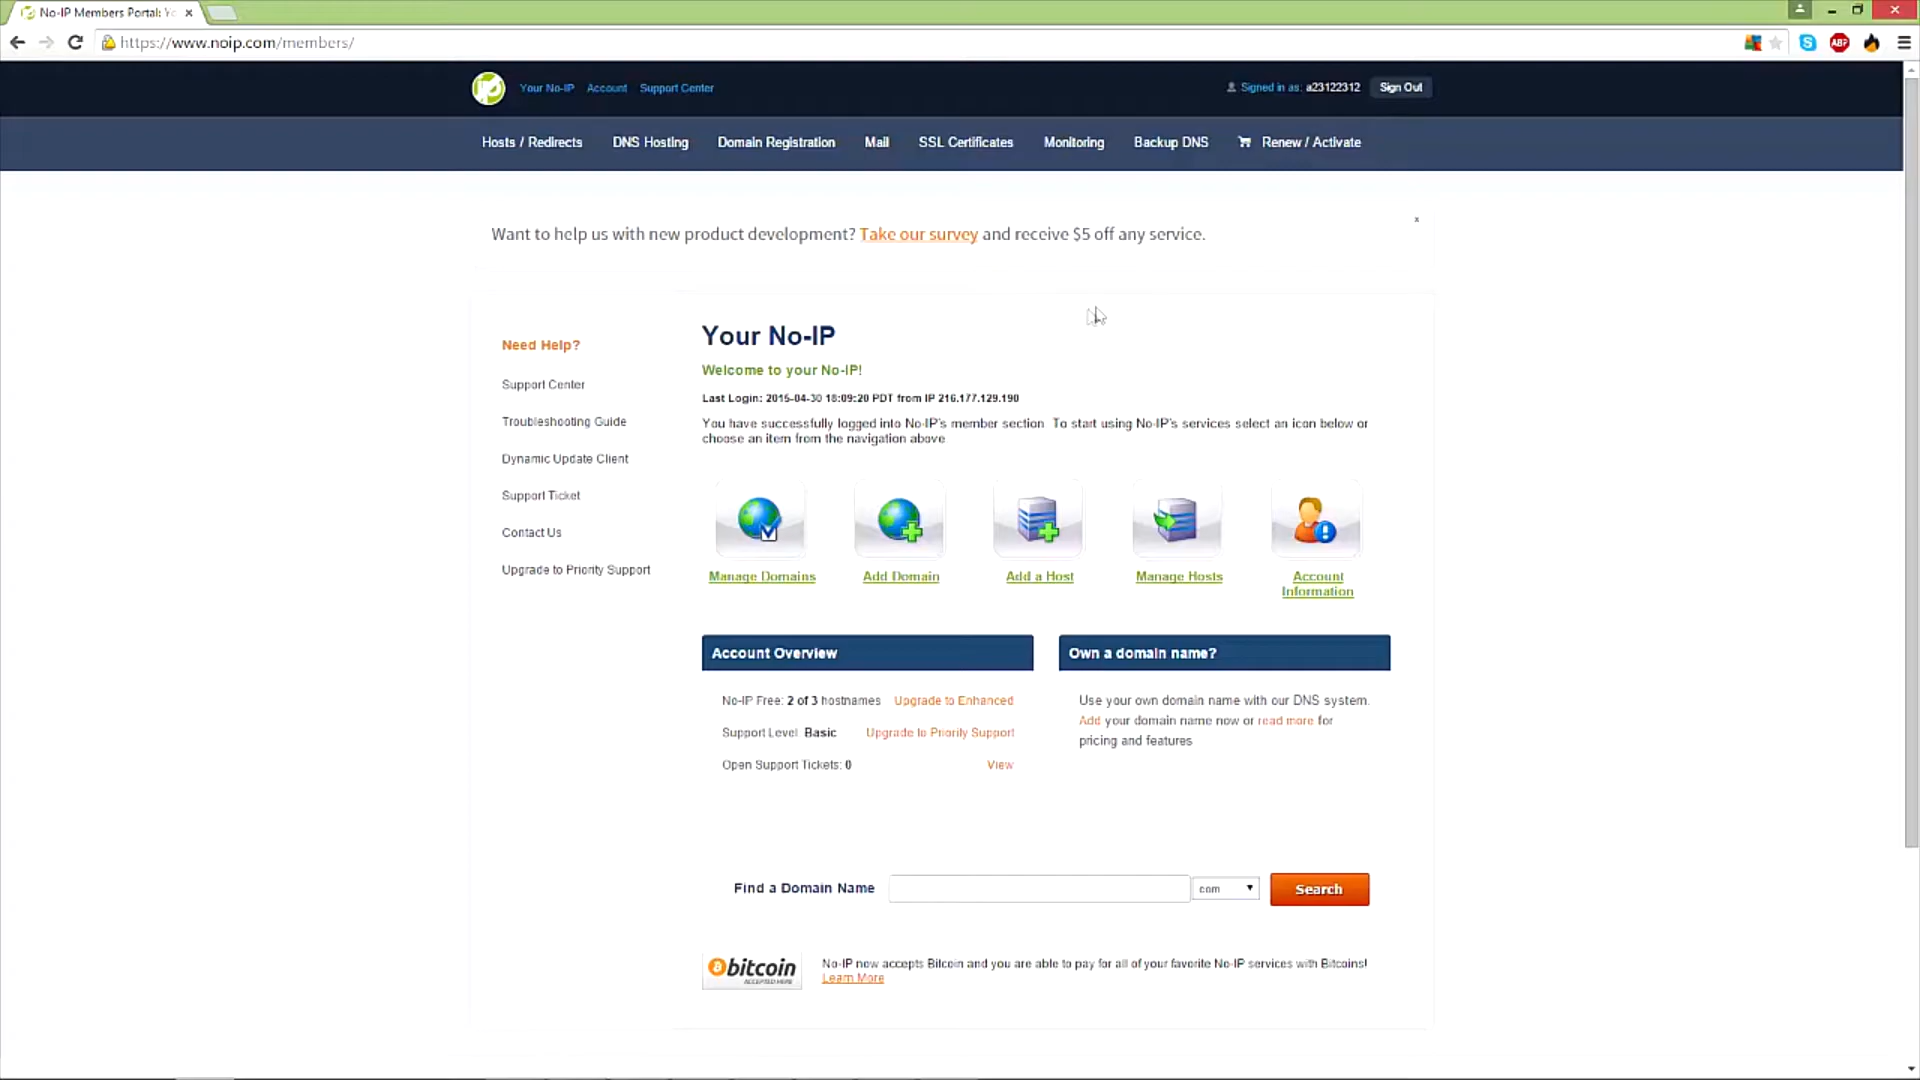 No-IP Members Portal: Yo
https://www.noip.com/members/
ABP
Your No-IP Account Support Center
Signed in as: a23122312 Sign Out
Hosts / Redirects DNS Hosting Domain Registration Mail SSL Certificates Monitoring Backup DNS Renew / Activate
Want to help us with new product development? Take our survey and receive $5 off any service.
x
Need Help?
Support Center
Troubleshooting Guide
Dynamic Update Client
Support Ticket
Contact Us
Upgrade to Priority Support
Your No-IP
Welcome to your No-IP!
Last Login: 2015-04-30 18:09:20 PDT from IP 216.177.129.190
You have successfully logged into No-IP's member section. To start using No-IP's services select an icon below or
choose an item from the navigation above
Manage Domains
Add Domain
Add a Host
Manage Hosts
Account
Information
Account Overview
No-IP Free: 2 of 3 hostnames Upgrade to Enhanced
Support Level Basic Upgrade to Priority Support
Open Support Tickets: 0 View
Own a domain name?
Use your own domain name with our DNS system.
Add your domain name now or read more for
pricing and features
Find a Domain Name com Search
bitcoin
ACCEPTED HERE
No-IP now accepts Bitcoin and you are able to pay for all of your favorite No-IP services with Bitcoins!
Learn More